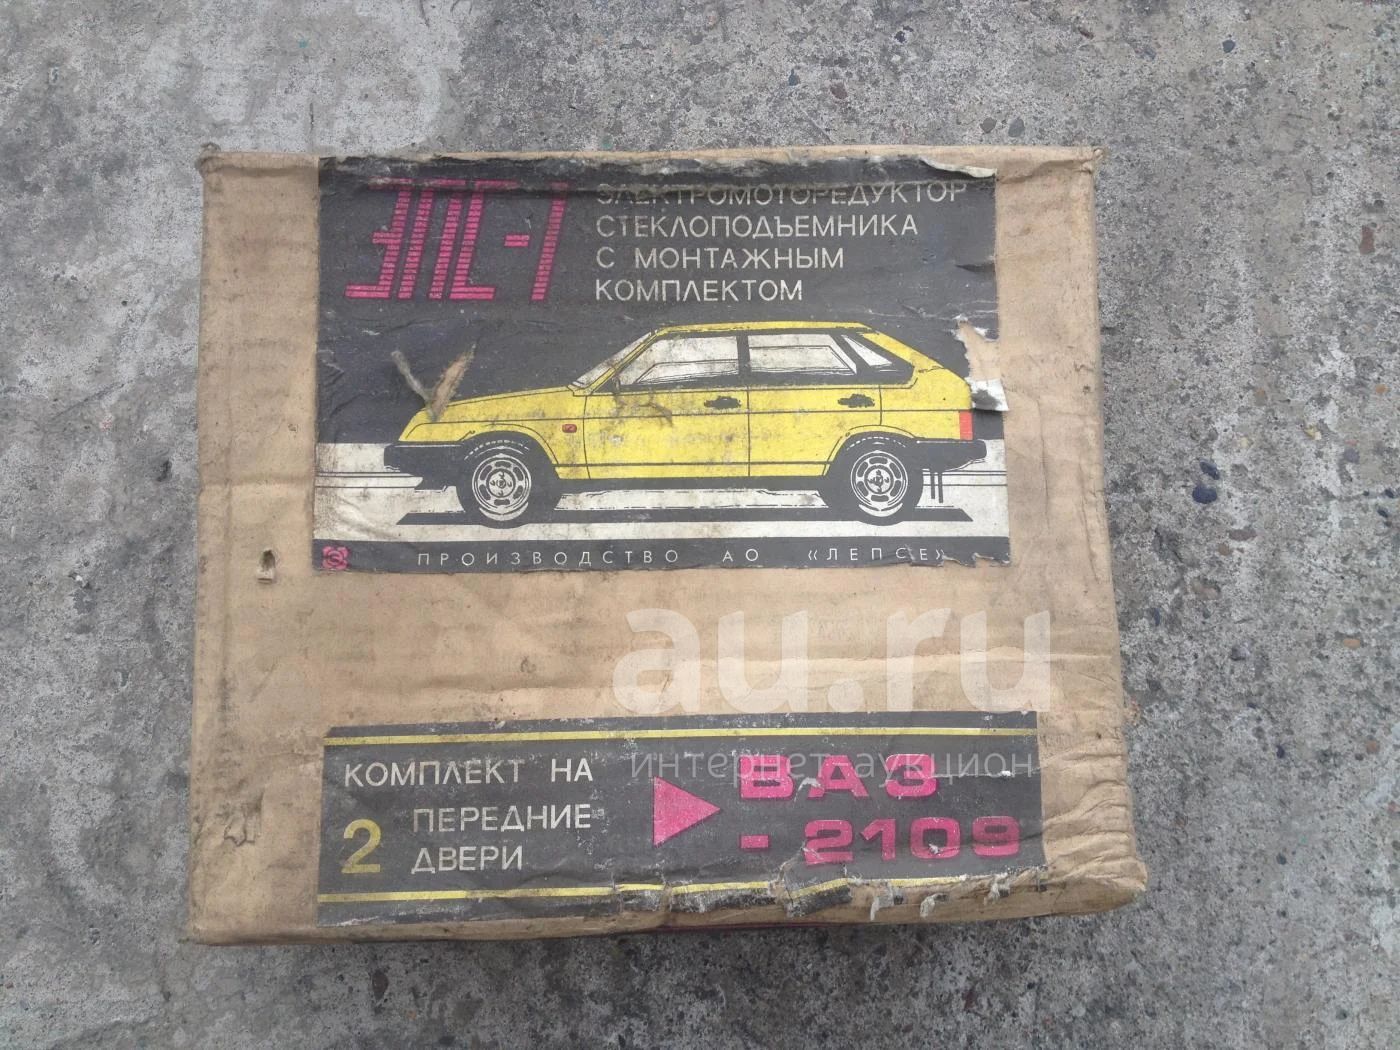 ЭПС-1
ЭЛЕКТРОМОТОРЕДУКТОР
СТЕКЛОПОДЪЕМНИКА
С МОНТАЖНЫМ
КОМПЛЕКТОМ
ПРОИЗВОДСТВО АО «ЛЕПСЕ»
au.ru
интернет-аукцион
КОМПЛЕКТ НА
2 ПЕРЕДНИЕ
ДВЕРИ
ВАЗ
- 2109